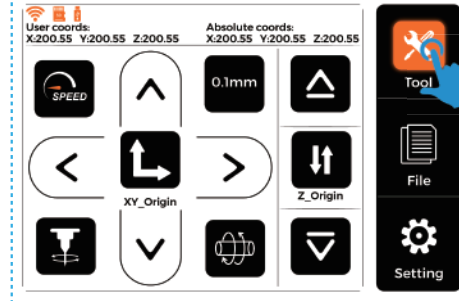 User coords:
X:200.55 Y:200.55 Z:200.55
Absolute coords:
X:200.55 Y:200.55 Z:200.55
SPEED
0.1mm
XY_Origin
Z_Origin
Tool
File
Setting